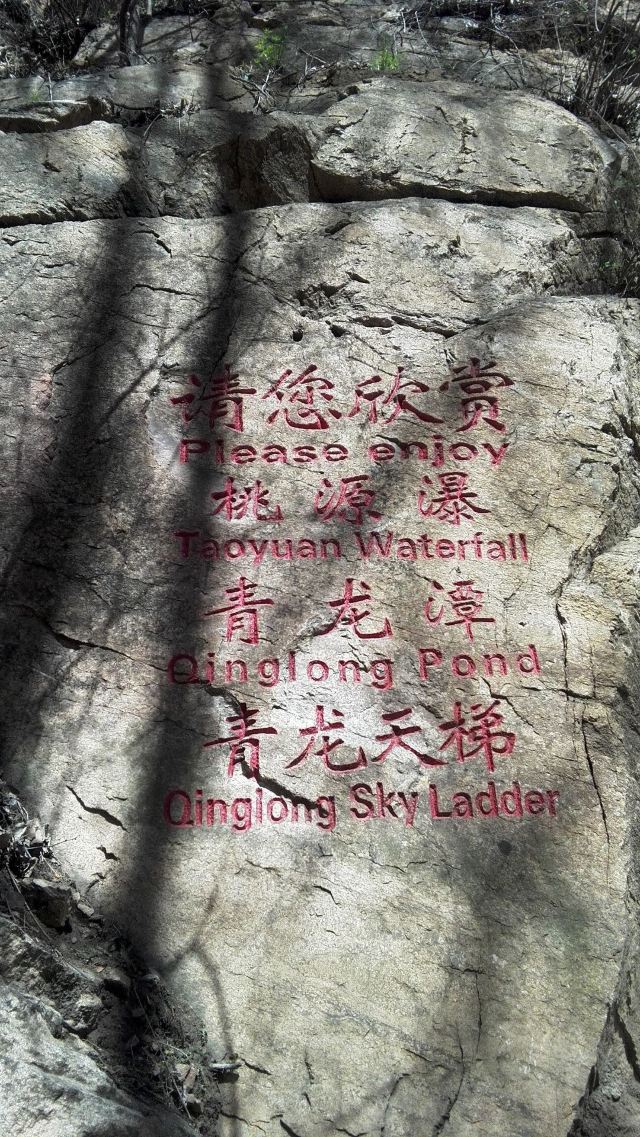 请您欣赏
Please enjoy
桃源瀑
Taoyuan Waterfall
青龙潭
Qinglong Pond
青龙天梯
Qinglong Sky Ladder